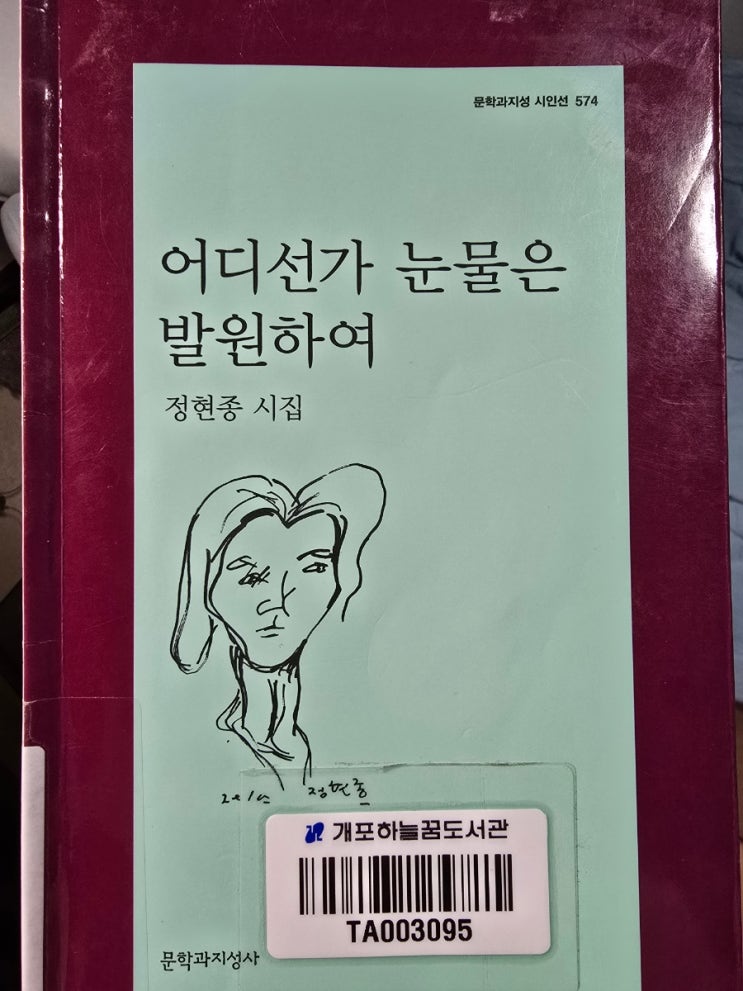 문학과지성 시인선 574
어디선가 눈물은
발원하여
정현종 시집
정현종
개포하늘꿈도서관
TA003095
문학과지성사